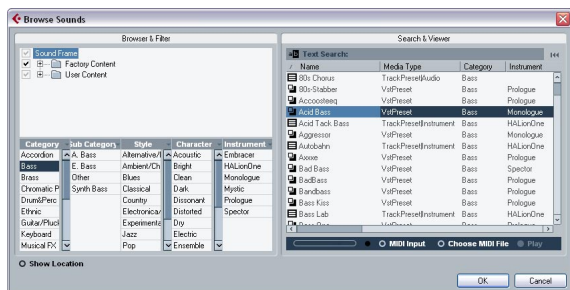 Browse Sounds
Browser & Filter
Sound Frame
Factory Content
User Content
Category Sub Category Style Character Instrument
Accordion A. Bass Alternative/I Acoustic Embracer
Bass E. Bass Ambient/Ch Bright HALionOne
Brass Other Blues Clean Monologue
Chromatic P Synth Bass Classical Dark Mystic
Drum&Perc Country Dissonant Prologue
Ethnic Electronica/ Distorted Spector
Guitar/Pluck Experimenta Dry
Keyboard Jazz Electric
Musical FX Pop Ensemble
Search & Viewer
Text Search:
/ Name Media Type Category Instrument
80s Chorus TrackPreset|Audio Bass
80s-Stabber VstPreset Bass Prologue
Accoosteeq VstPreset Bass Prologue
Acid Bass VstPreset Bass Monologue
Acid Tack Bass TrackPreset|Instrument Bass HALionOne
Aggressor VstPreset Bass Monologue
Autobahn TrackPreset|Instrument Bass HALionOne
Axxxe VstPreset Bass Prologue
Bad Bass VstPreset Bass Spector
BadBass VstPreset Bass Prologue
Bandbass VstPreset Bass Prologue
Bass Kiss VstPreset Bass Prologue
Bass Lab TrackPreset|Instrument Bass HALionOne
MIDI Input Choose MIDI File Play
Show Location
OK Cancel